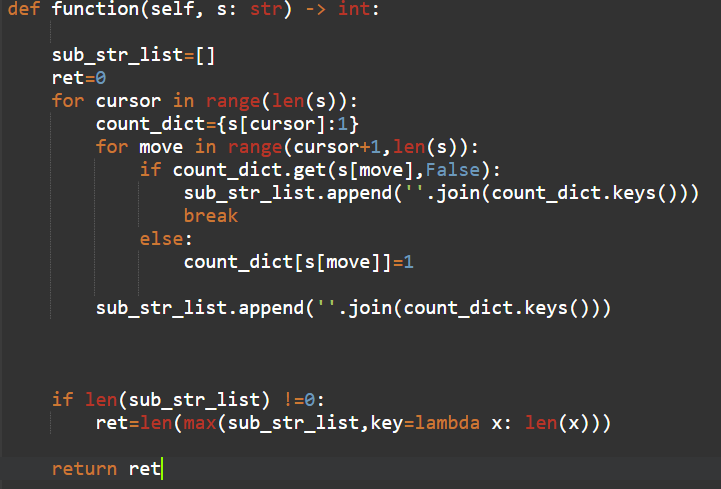 def function(self, s: str) -> int:
    sub_str_list=[]
    ret=0
    for cursor in range(len(s)):
        count_dict={s[cursor]:1}
        for move in range(cursor+1,len(s)):
            if count_dict.get(s[move],False):
                sub_str_list.append(''.join(count_dict.keys()))
                break
            else:
                count_dict[s[move]]=1
        sub_str_list.append(''.join(count_dict.keys()))
    if len(sub_str_list) !=0:
        ret=len(max(sub_str_list,key=lambda x: len(x)))
    return ret